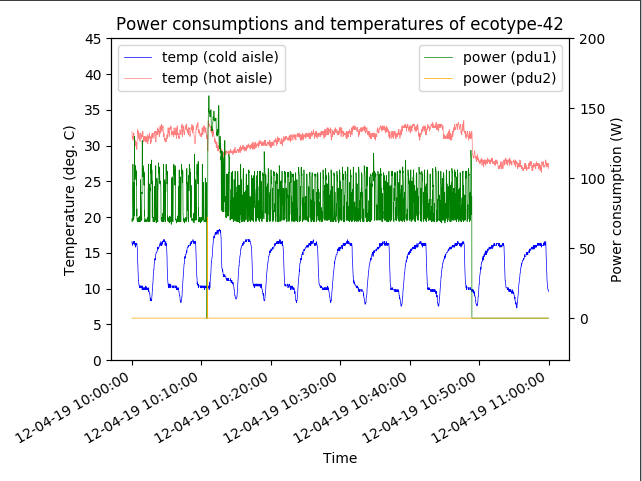 Power consumptions and temperatures of ecotype-42
temp (cold aisle)
temp (hot aisle)
power (pdu1)
power (pdu2)
45
40
35
30
25
20
15
10
5
0
Temperature (deg. C)
200
150
100
50
0
Power consumption (W)
12-04-19 10:00:00
12-04-19 10:10:00
12-04-19 10:20:00
12-04-19 10:30:00
12-04-19 10:40:00
12-04-19 10:50:00
12-04-19 11:00:00
Time